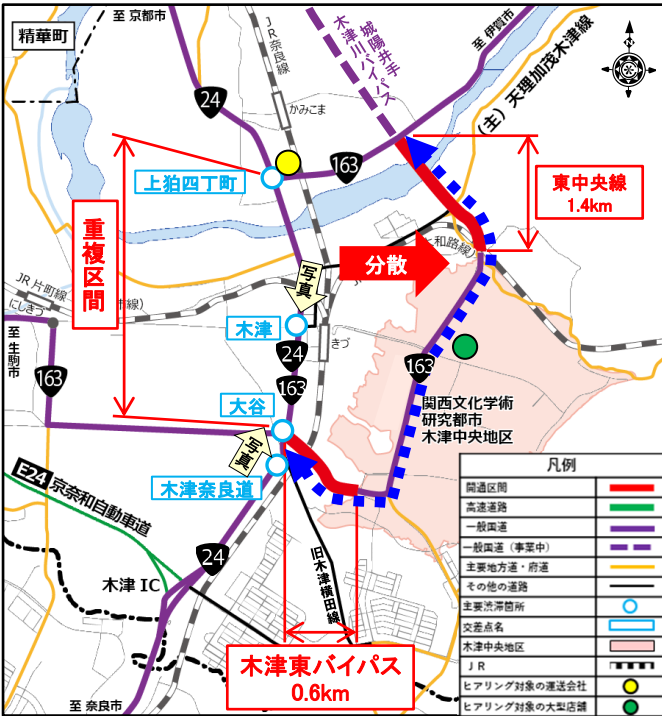 精華町
至 京都市
JR奈良線
城陽井手
木津川バイパス
至 伊賀市
(主)天理加茂木津線
N
24
かみこま
163
上狛四丁町
東中央線
1.4km
重複区間
分散
和路線)
写真
JR片町線
にしきづ
線)
木津
きづ
至 生駒市
24
163
163
163
大谷
関西文化学術
研究都市
木津中央地区
写真
木津奈良道
E24 京奈和自動車道
24
木津 IC
旧木津横田線
木津東バイパス
0.6km
至 奈良市
凡例
開通区間
高速道路
一般国道
一般国道(事業中)
主要地方道・府道
その他の道路
主要渋滞箇所
交差点名
木津中央地区
JR
ヒアリング対象の運送会社
ヒアリング対象の大型店舗